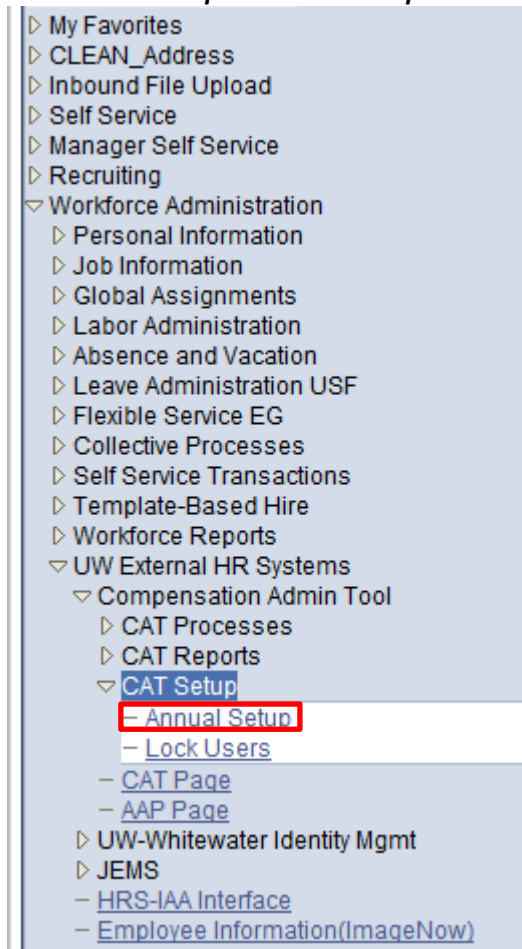 My Favorites
CLEAN_Address
Inbound File Upload
Self Service
Manager Self Service
Recruiting
Workforce Administration
Personal Information
Job Information
Global Assignments
Labor Administration
Absence and Vacation
Leave Administration USF
Flexible Service EG
Collective Processes
Self Service Transactions
Template-Based Hire
Workforce Reports
UW External HR Systems
Compensation Admin Tool
CAT Processes
CAT Reports
CAT Setup
– Annual Setup
– Lock Users
– CAT Page
– AAP Page
UW-Whitewater Identity Mgmt
JEMS
– HRS-IAA Interface
– Employee Information(ImageNow)